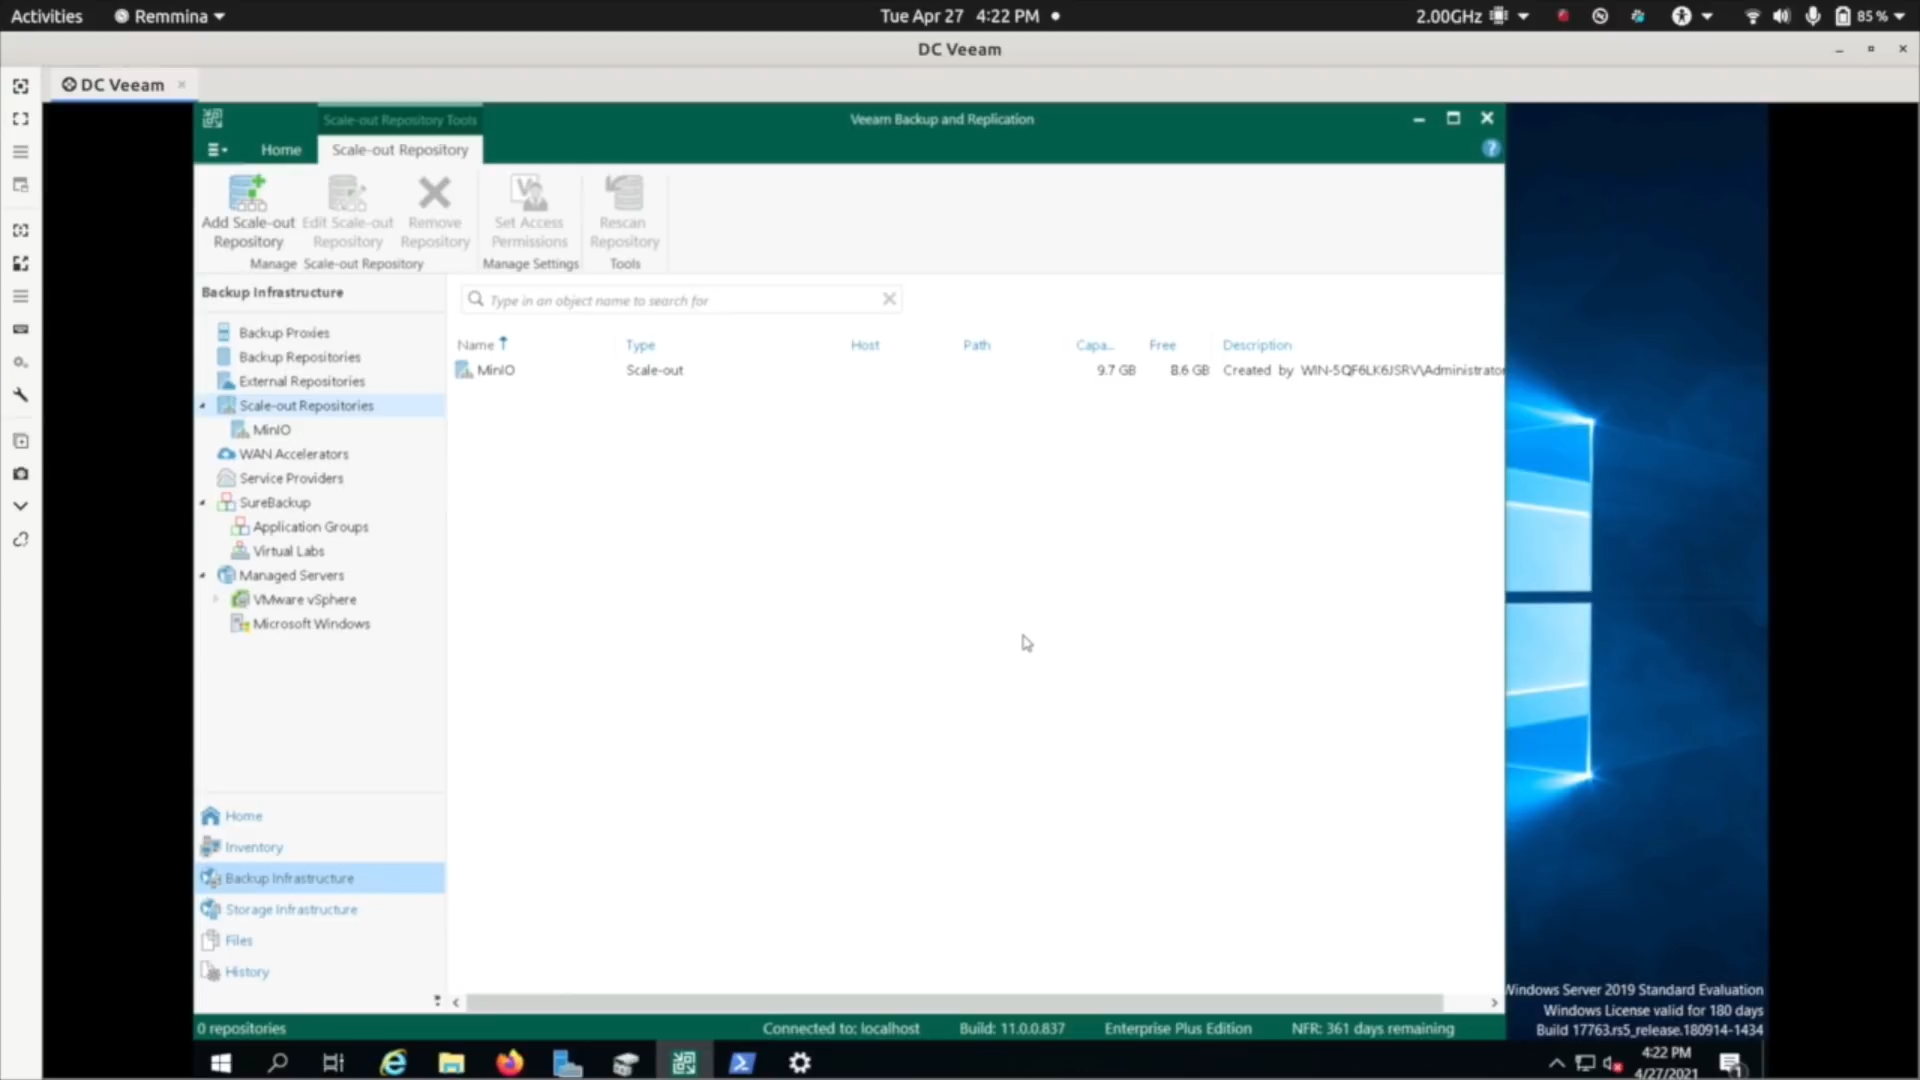 Activities
Remmina
Tue Apr 27 4:22 PM
2.00GHz
85 %
DC Veeam
DC Veeam
Scale-out Repository Tools
Veeam Backup and Replication
Home
Scale-out Repository
Add Scale-out Repository
Edit Scale-out Repository
Remove Repository
Set Access Permissions
Rescan Repository
Manage Scale-out Repository
Manage Settings
Tools
Backup Infrastructure
Type in an object name to search for
Backup Proxies
Backup Repositories
External Repositories
Scale-out Repositories
MinIO
WAN Accelerators
Service Providers
SureBackup
Application Groups
Virtual Labs
Managed Servers
VMware vSphere
Microsoft Windows
Name Type Host Path Capa... Free Description
MinIO Scale-out 9.7 GB 8.6 GB Created by WIN-5QF6LK6JSRV\Administrator
Home
Inventory
Backup Infrastructure
Storage Infrastructure
Files
History
0 repositories
Connected to: localhost
Build: 11.0.0.837
Enterprise Plus Edition
NFR: 361 days remaining
Windows Server 2019 Standard Evaluation
Windows License valid for 180 days
Build 17763.rs5_release.180914-1434
4:22 PM
4/27/2021
1